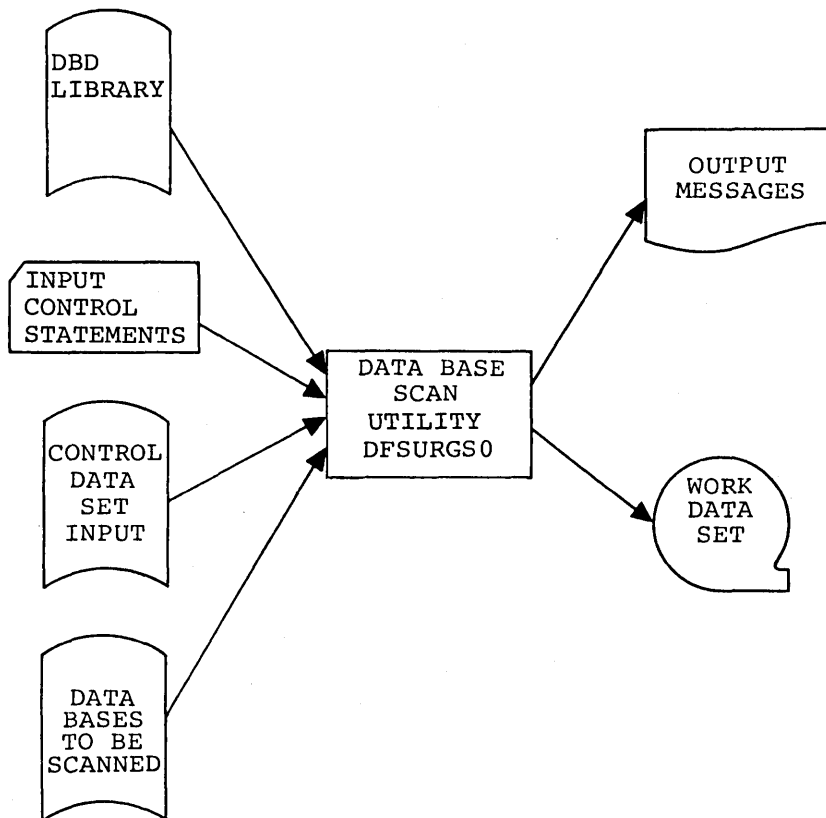 DBD
LIBRARY
INPUT
CONTROL
STATEMENTS
CONTROL
DATA
SET
INPUT
DATA
BASES
TO BE
SCANNED
DATA BASE
SCAN
UTILITY
DFSURGS0
OUTPUT
MESSAGES
WORK
DATA
SET